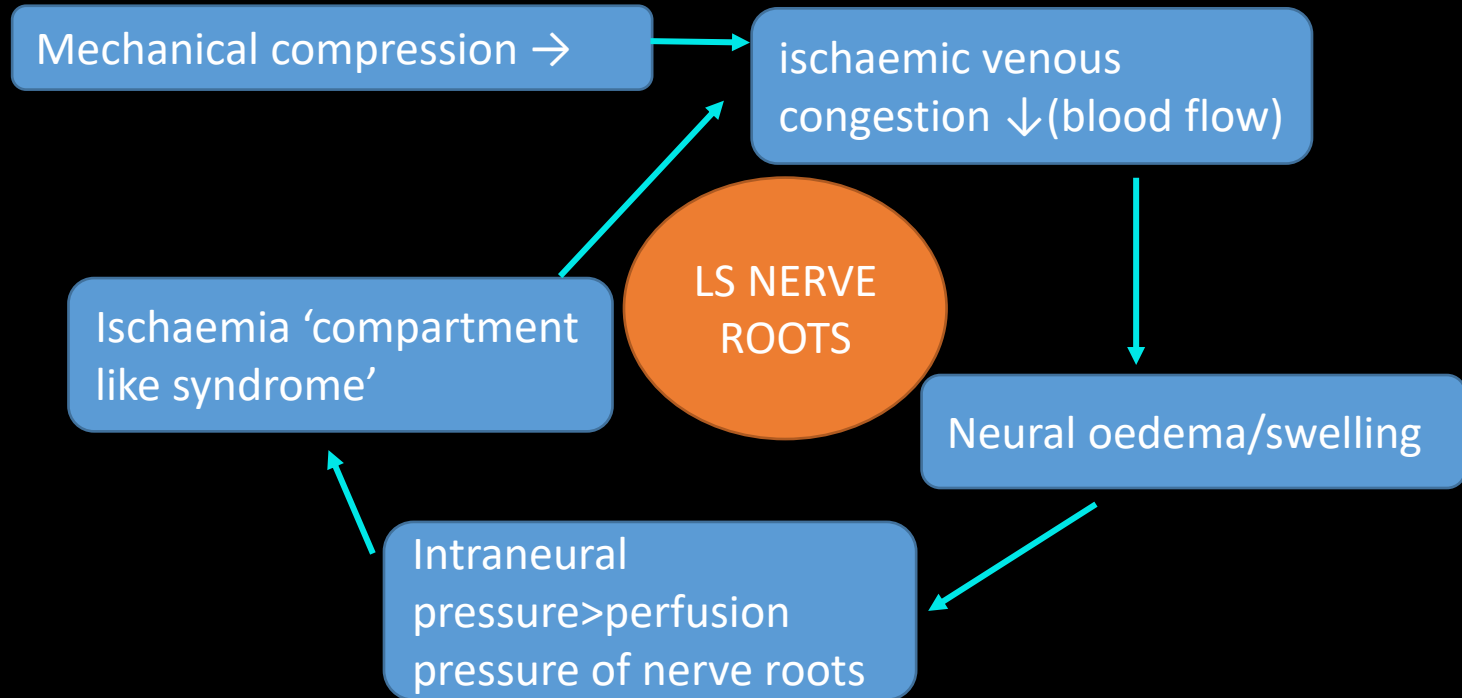 Mechanical compression →
ischaemic venous
congestion ↓(blood flow)
LS NERVE
ROOTS
Ischaemia ‘compartment
like syndrome’
Neural oedema/swelling
Intraneural
pressure>perfusion
pressure of nerve roots